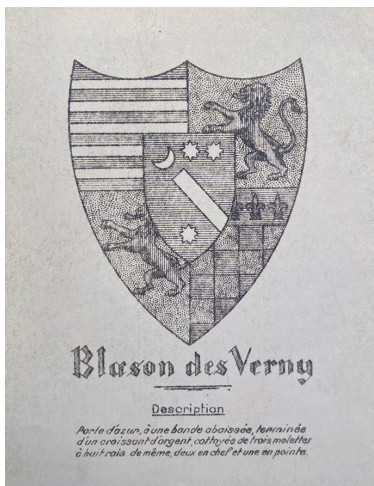 Blason des Verny
Description
Porte d'azur, à une bande abaissée, terminée
d'un croissant d'argent, cottoyée de trois molettes
à huit rais de même, deux en chef et une en pointe.